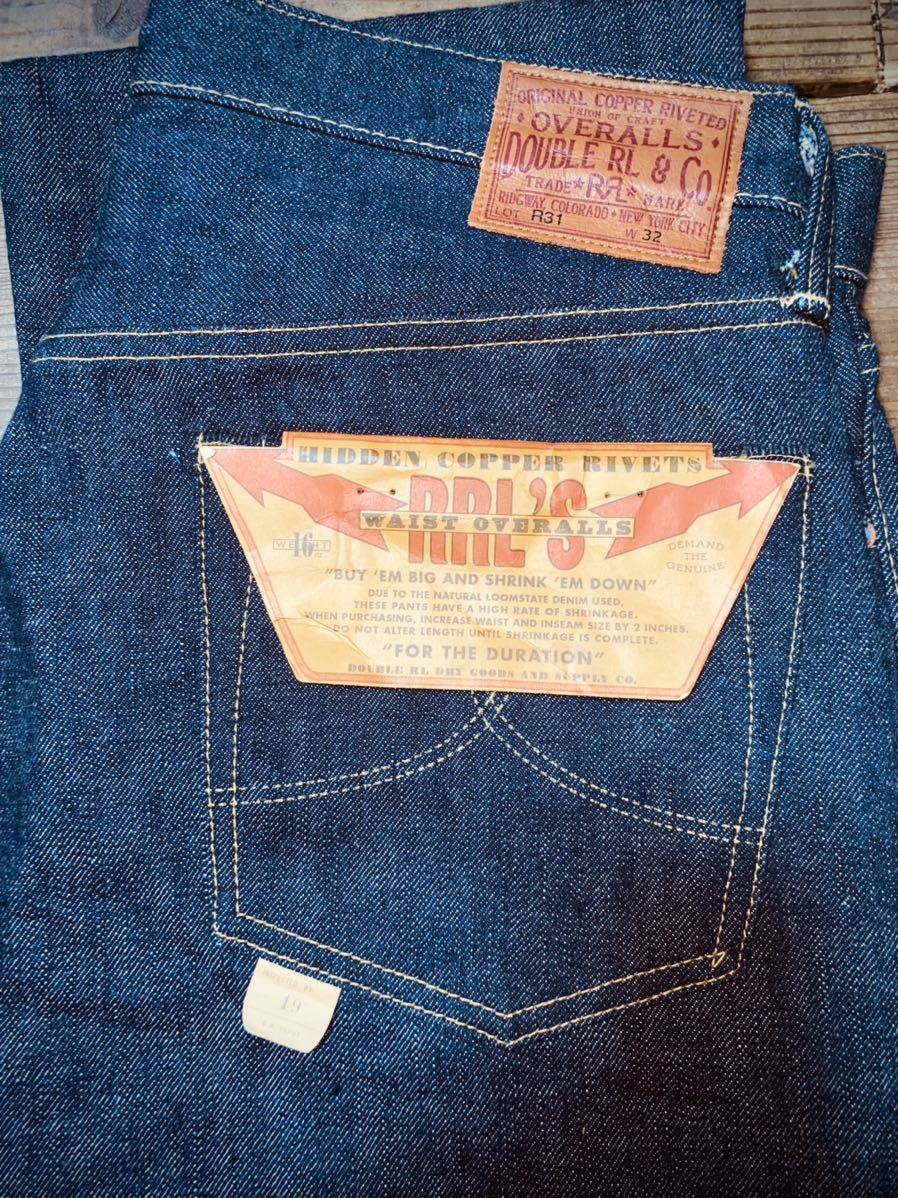 ORIGINAL COPPER RIVETED
UNION OF CRAFT
OVERALLS
DOUBLE RL & CO.
TRADE RRL MARK
RIDGWAY, COLORADO • NEW YORK CITY
LOT R31 W 32
HIDDEN COPPER RIVETS
RRL'S
WAIST OVERALLS
WEIGHT
16 oz
DEMAND
THE
GENUINE
"BUY 'EM BIG AND SHRINK 'EM DOWN"
DUE TO THE NATURAL LOOMSTATE DENIM USED,
THESE PANTS HAVE A HIGH RATE OF SHRINKAGE.
WHEN PURCHASING, INCREASE WAIST AND INSEAM SIZE BY 2 INCHES.
DO NOT ALTER LENGTH UNTIL SHRINKAGE IS COMPLETE.
"FOR THE DURATION"
DOUBLE RL DRY GOODS AND SUPPLY CO.
19